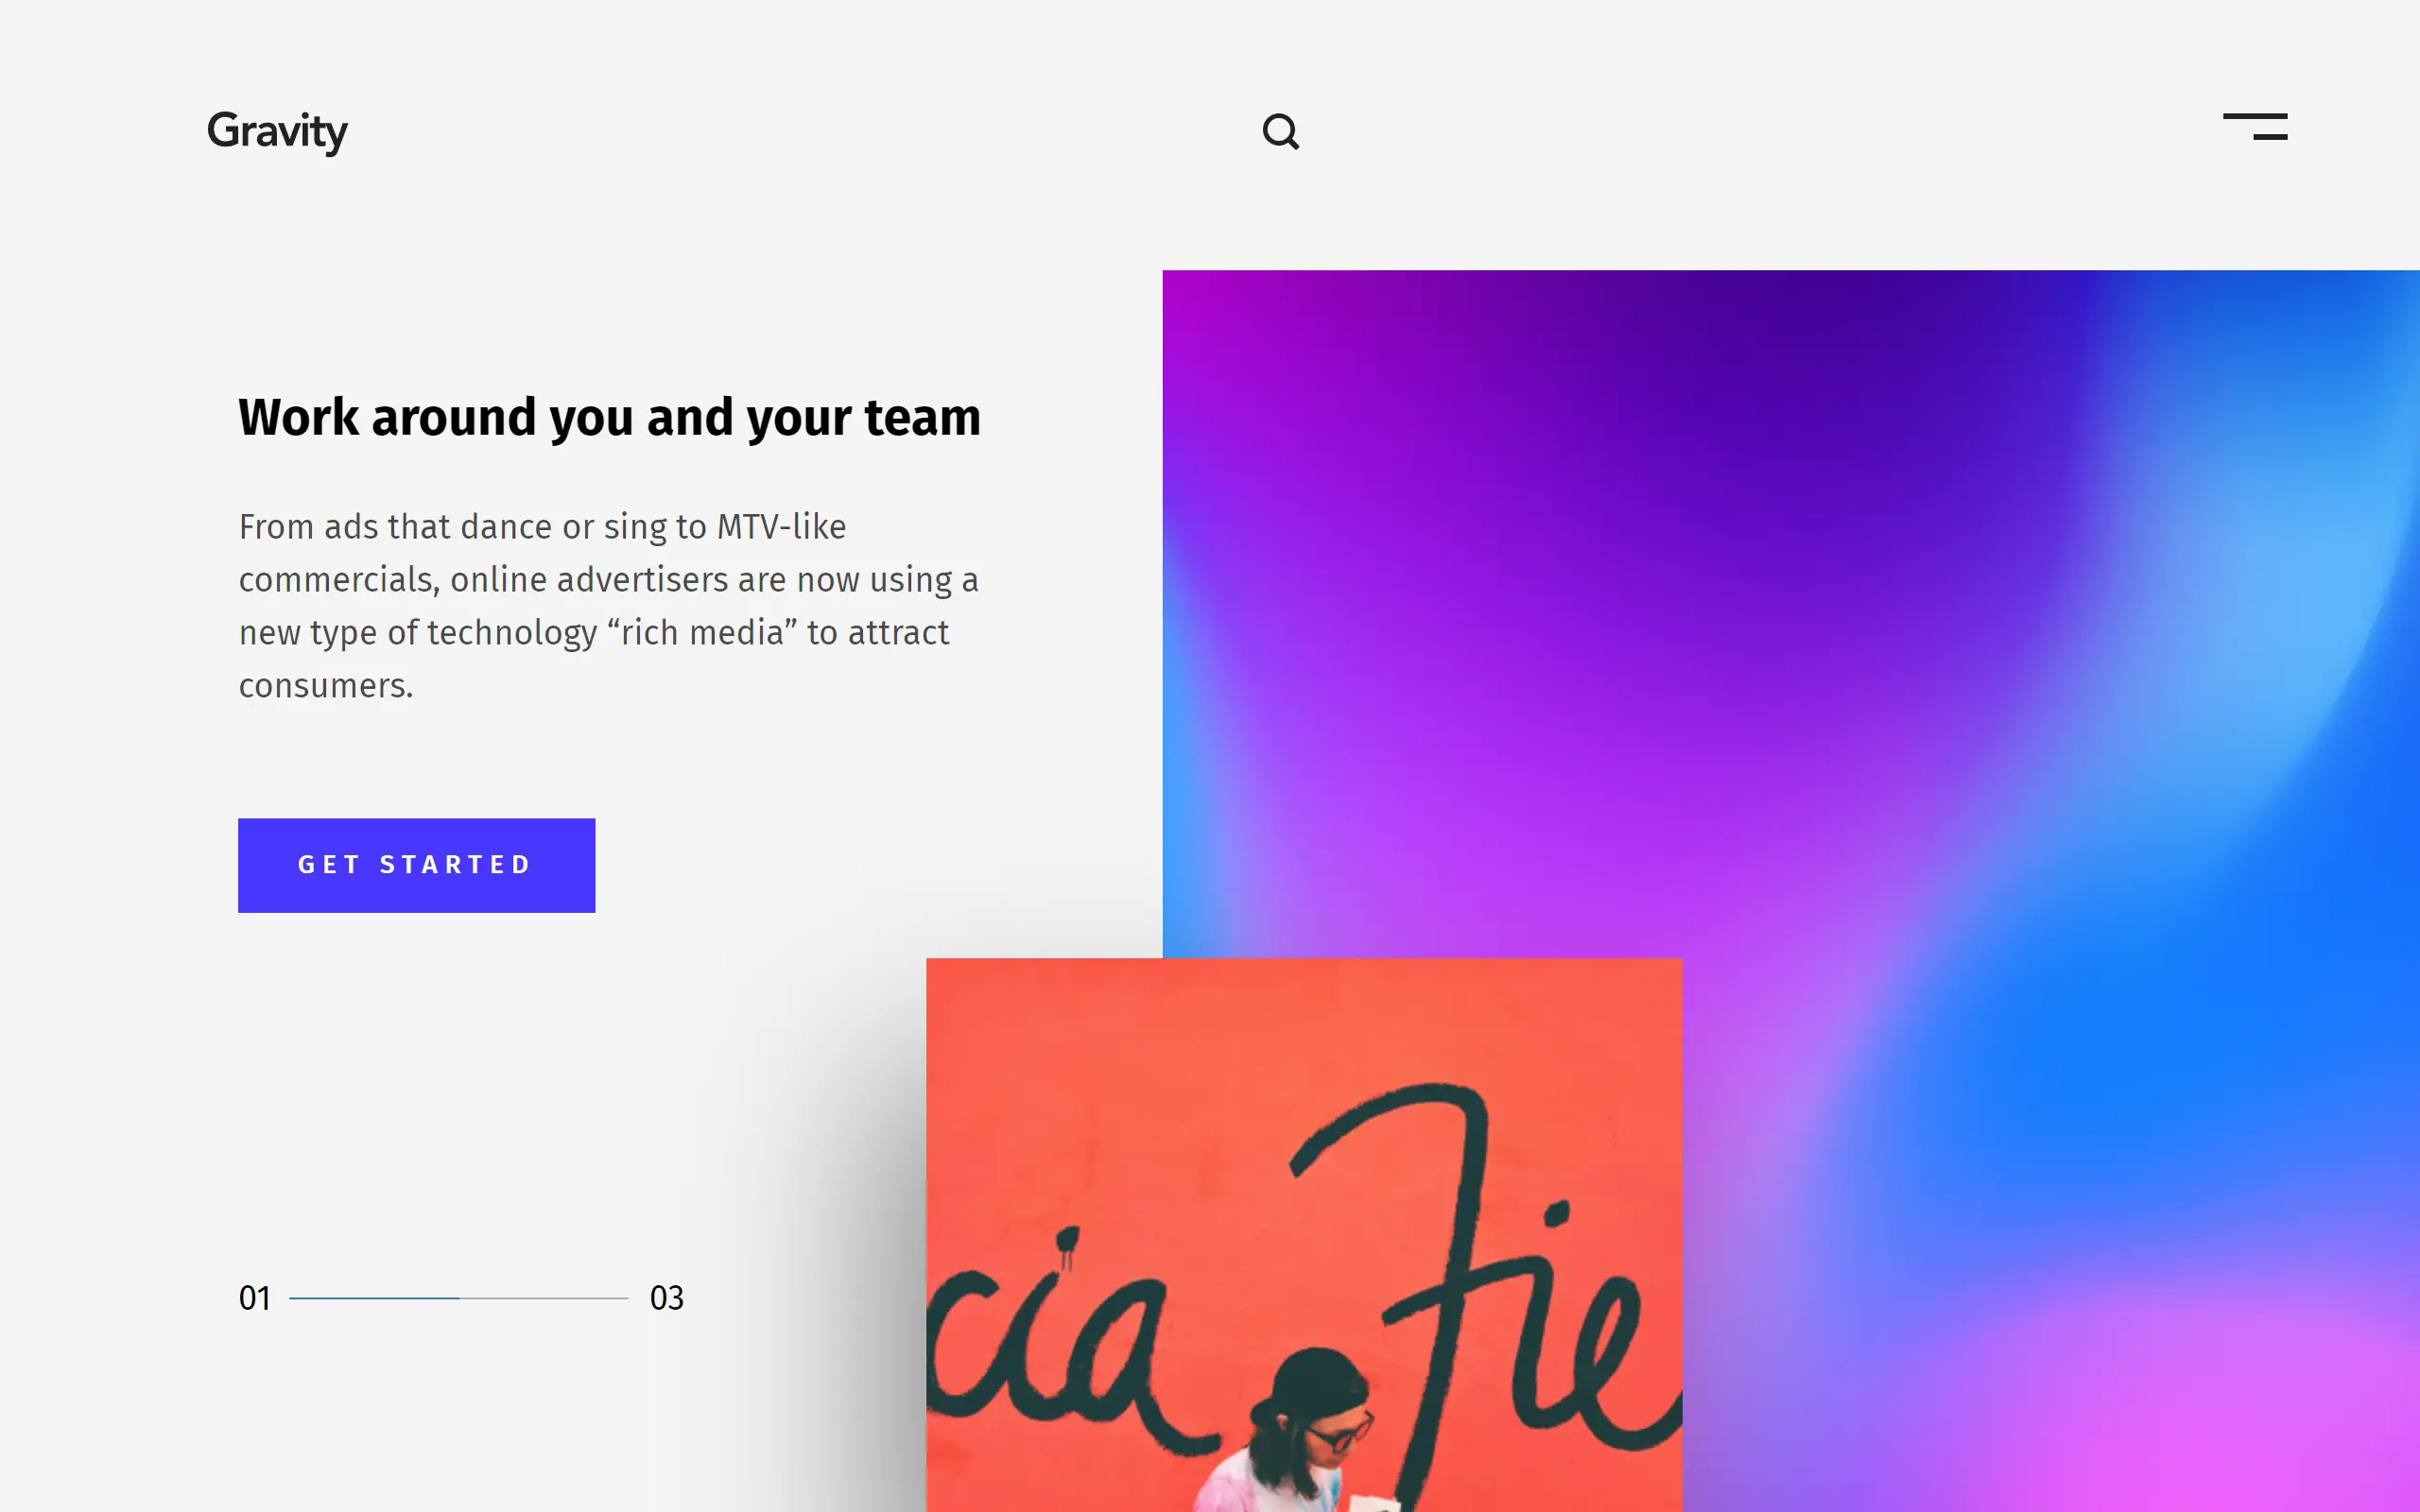 Gravity
Work around you and your team
From ads that dance or sing to MTV-like
commercials, online advertisers are now using a
new type of technology “rich media” to attract
consumers.
GET STARTED
01
03
cia Fie